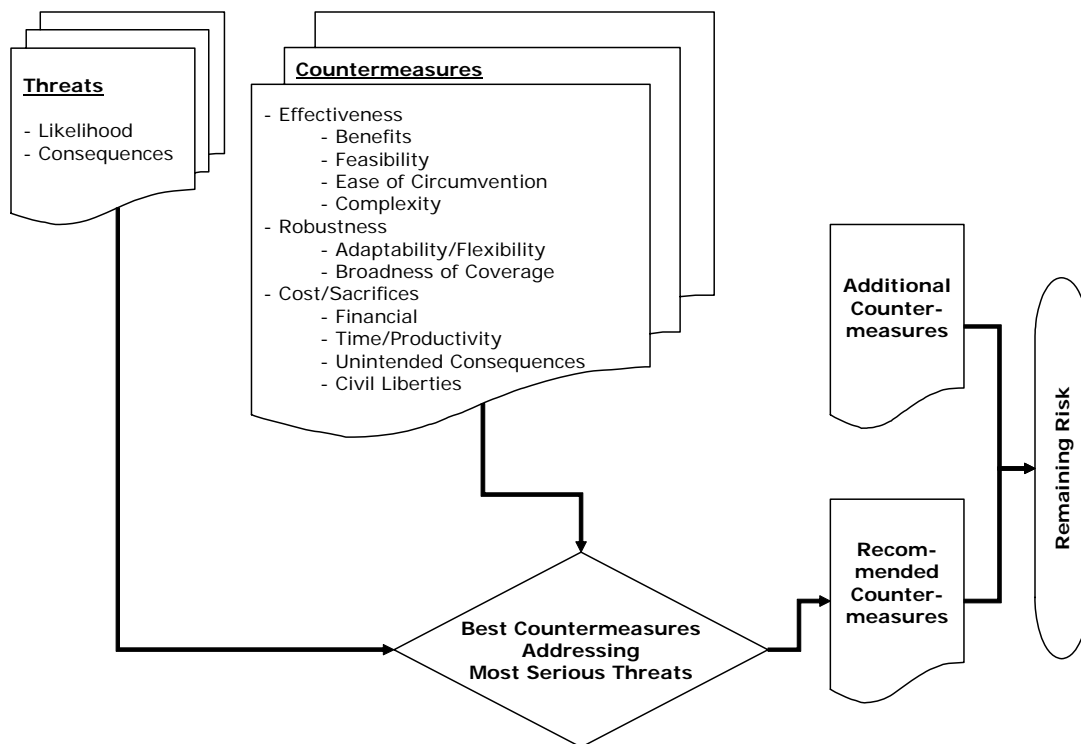 Threats
- Likelihood
- Consequences
Countermeasures
- Effectiveness
- Benefits
- Feasibility
- Ease of Circumvention
- Complexity
- Robustness
- Adaptability/Flexibility
- Broadness of Coverage
- Cost/Sacrifices
- Financial
- Time/Productivity
- Unintended Consequences
- Civil Liberties
Best Countermeasures
Addressing
Most Serious Threats
Additional
Counter-
measures
Recom-
mended
Counter-
measures
Remaining Risk